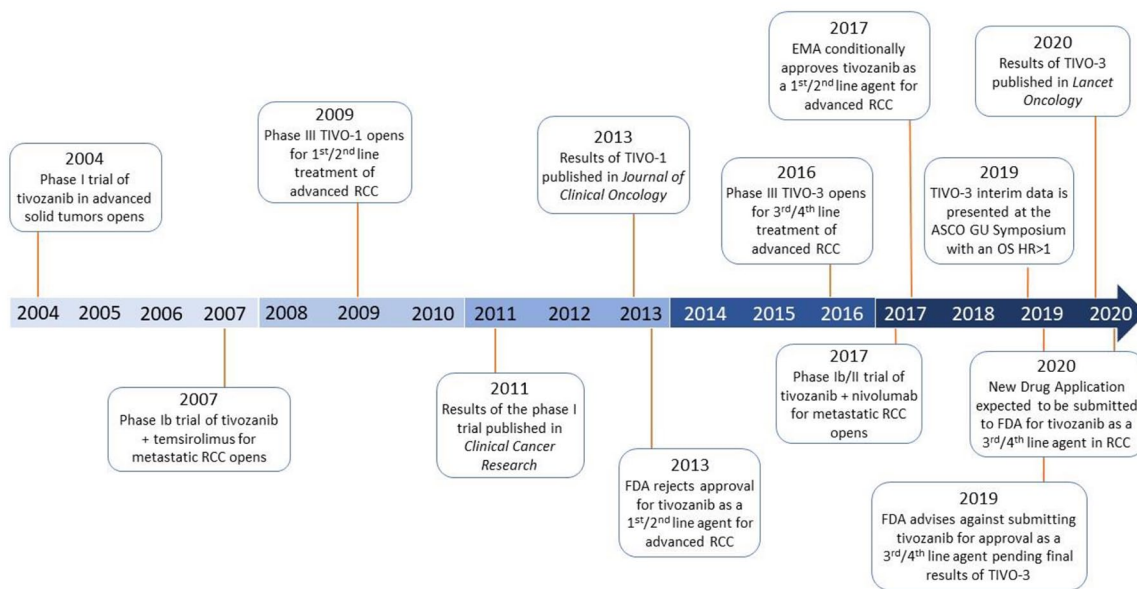 2017
EMA conditionally
approves tivozanib as
a 1st/2nd line agent for
advanced RCC
2020
Results of TIVO-3
published in Lancet
Oncology
2009
Phase III TIVO-1 opens
for 1st/2nd line
treatment of
advanced RCC
2013
Results of TIVO-1
published in Journal of
Clinical Oncology
2004
Phase I trial of
tivozanib in advanced
solid tumors opens
2016
Phase III TIVO-3 opens
for 3rd/4th line
treatment of
advanced RCC
2019
TIVO-3 interim data is
presented at the
ASCO GU Symposium
with an OS HR>1
2004 2005 2006 2007 2008 2009 2010 2011 2012 2013 2014 2015 2016 2017 2018 2019 2020
2007
Phase Ib trial of tivozanib
+ temsirolimus for
metastatic RCC opens
2011
Results of the phase I
trial published in
Clinical Cancer
Research
2013
FDA rejects approval
for tivozanib as a
1st/2nd line agent for
advanced RCC
2017
Phase Ib/II trial of
tivozanib + nivolumab
for metastatic RCC
opens
2020
New Drug Application
expected to be submitted
to FDA for tivozanib as a
3rd/4th line agent in RCC
2019
FDA advises against submitting
tivozanib for approval as a
3rd/4th line agent pending final
results of TIVO-3